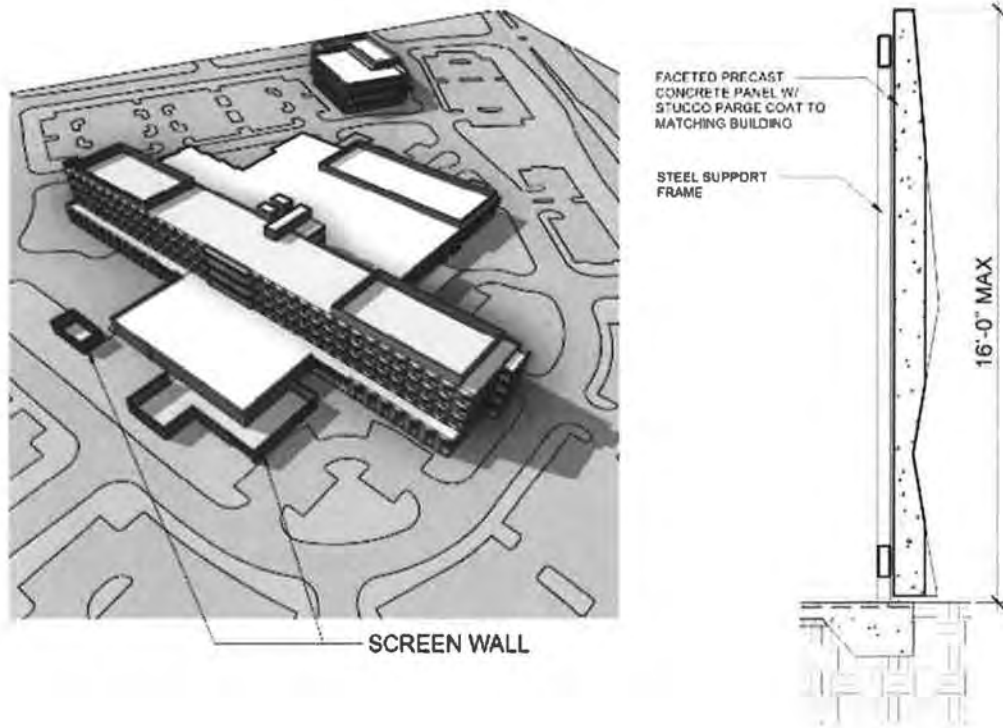 FACETED PRECAST
CONCRETE PANEL W/
STUCCO PARGE COAT TO
MATCHING BUILDING
STEEL SUPPORT
FRAME
16'-0" MAX
SCREEN WALL